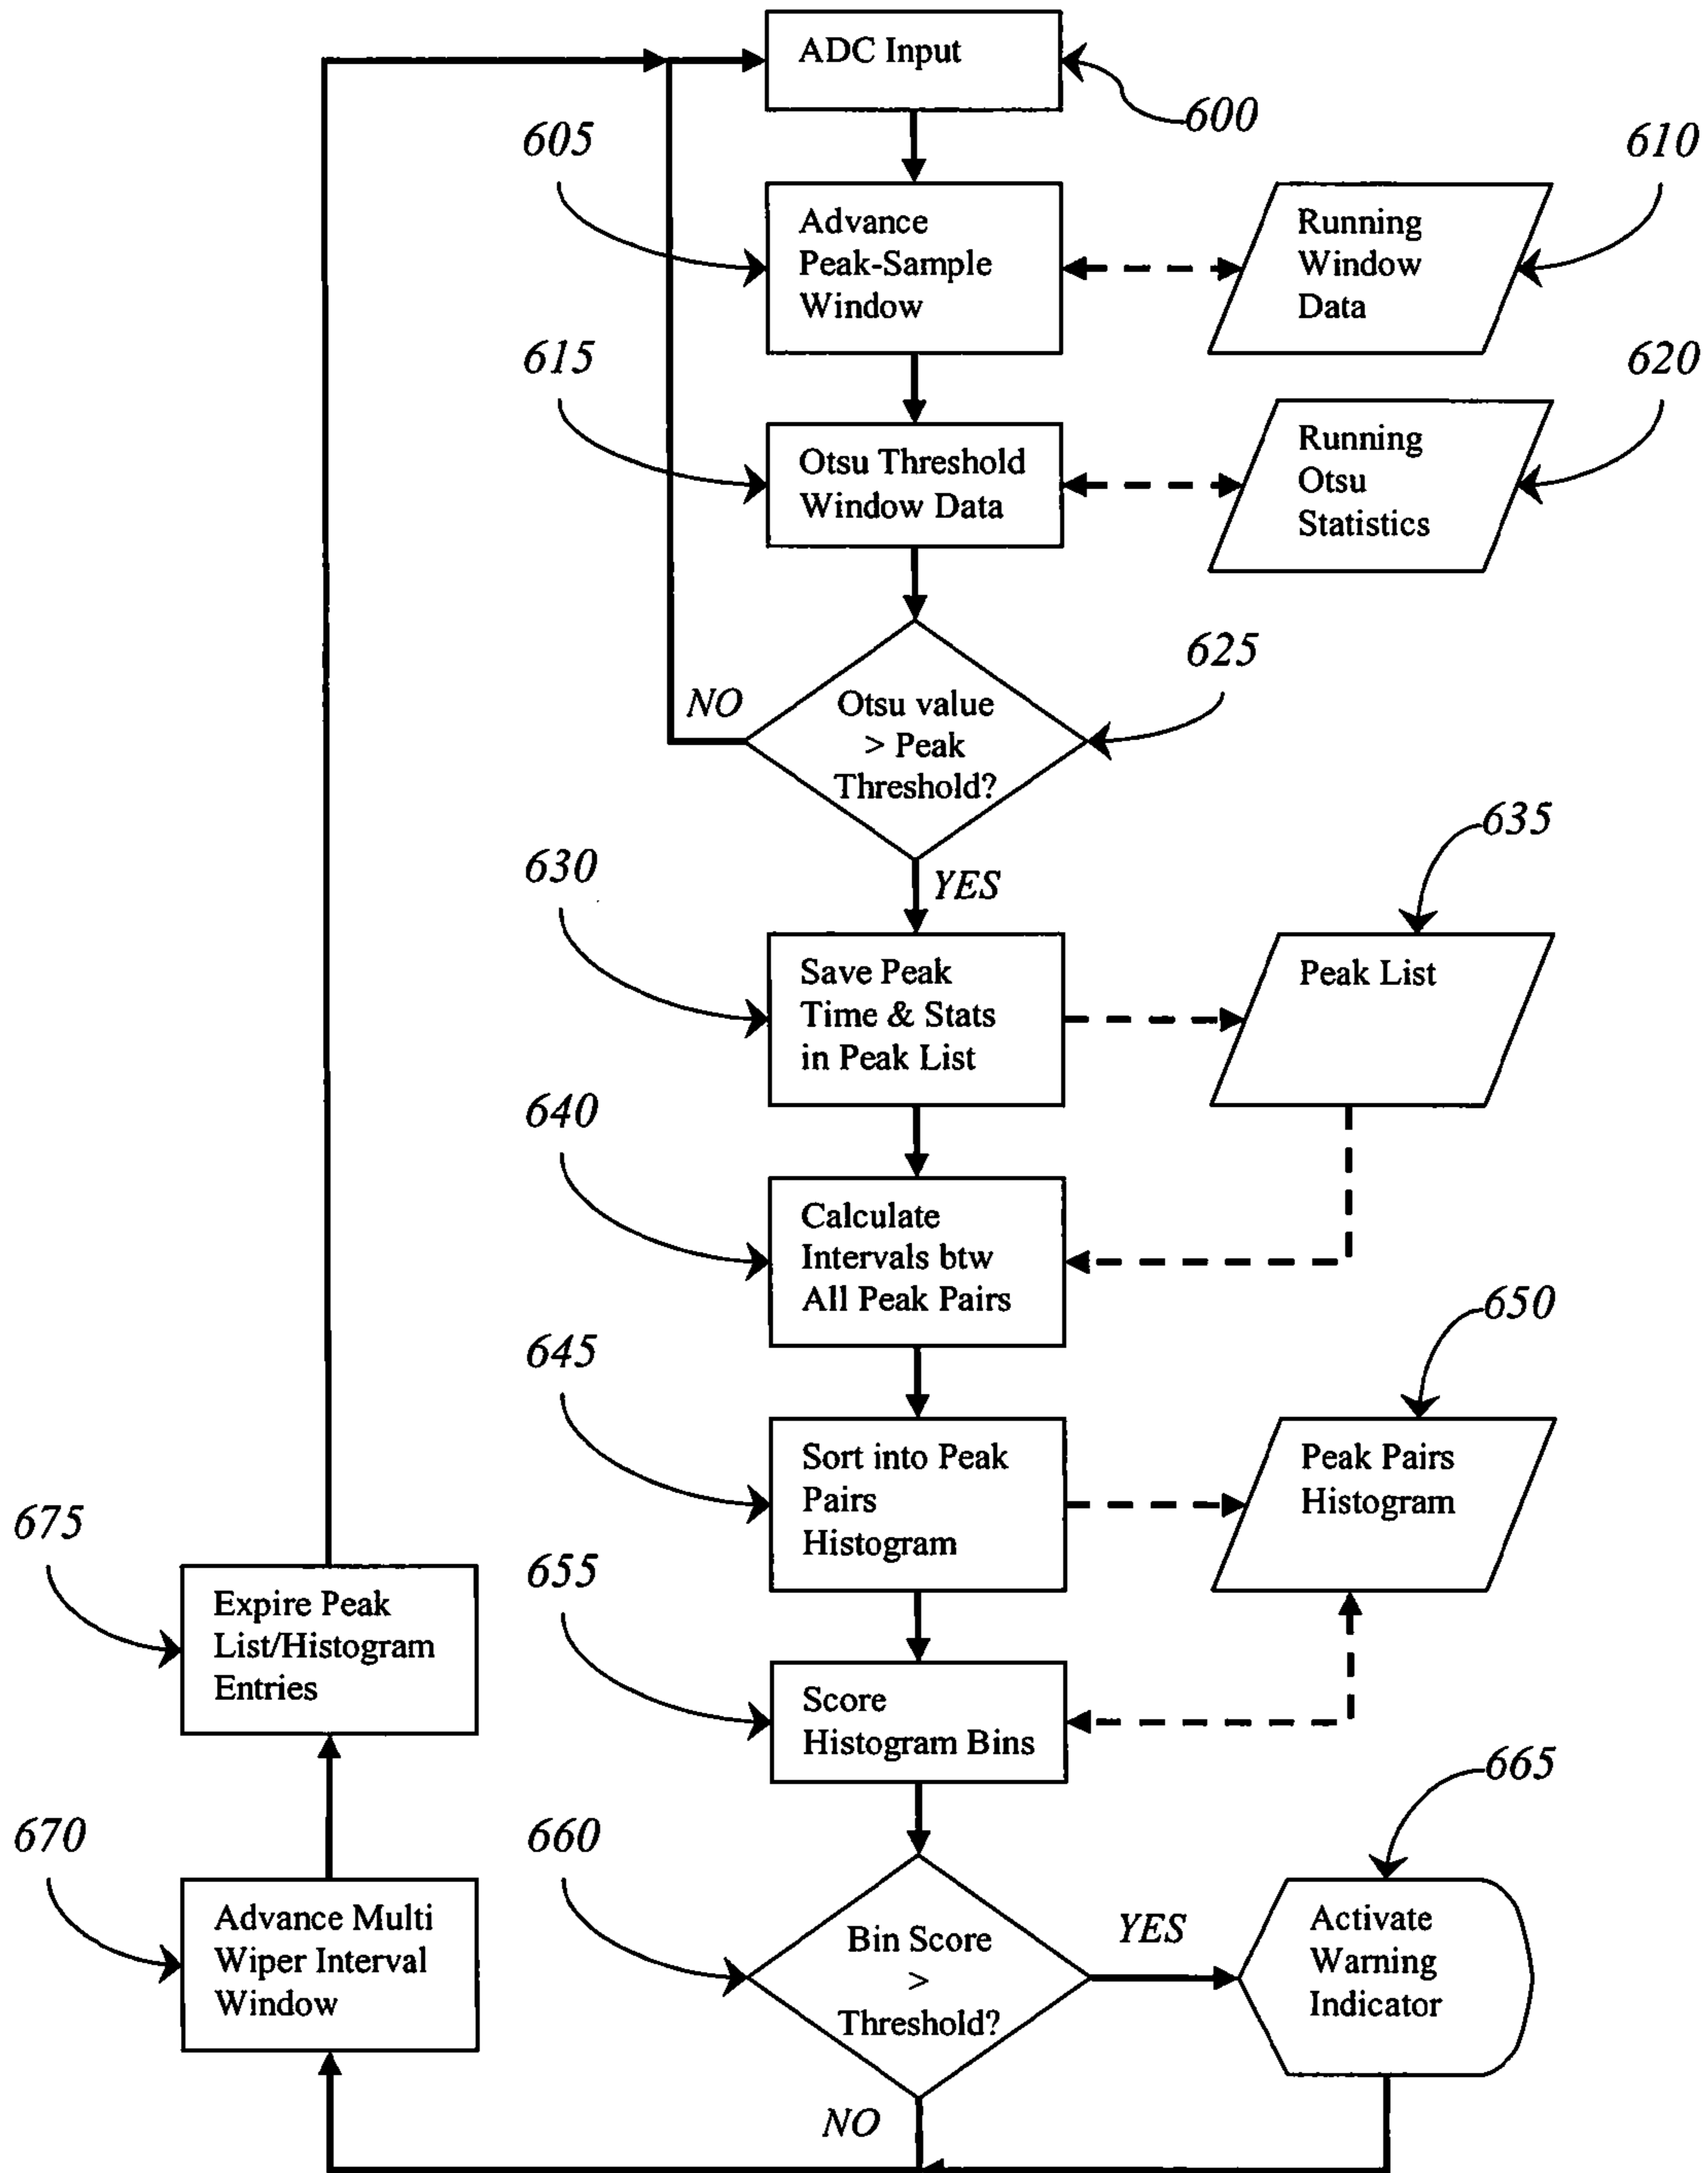 ADC Input
600
605
610
Advance
Peak-Sample
Window
Running
Window
Data
615
620
Otsu Threshold
Window Data
Running
Otsu
Statistics
625
NO
Otsu value
> Peak
Threshold?
635
630
YES
Save Peak
Time & Stats
in Peak List
Peak List
640
Calculate
Intervals btw
All Peak Pairs
650
645
Sort into Peak
Pairs
Histogram
Peak Pairs
Histogram
675
655
Expire Peak
List/Histogram
Entries
Score
Histogram Bins
665
670
660
Advance Multi
Wiper Interval
Window
Bin Score
>
Threshold?
YES
Activate
Warning
Indicator
NO